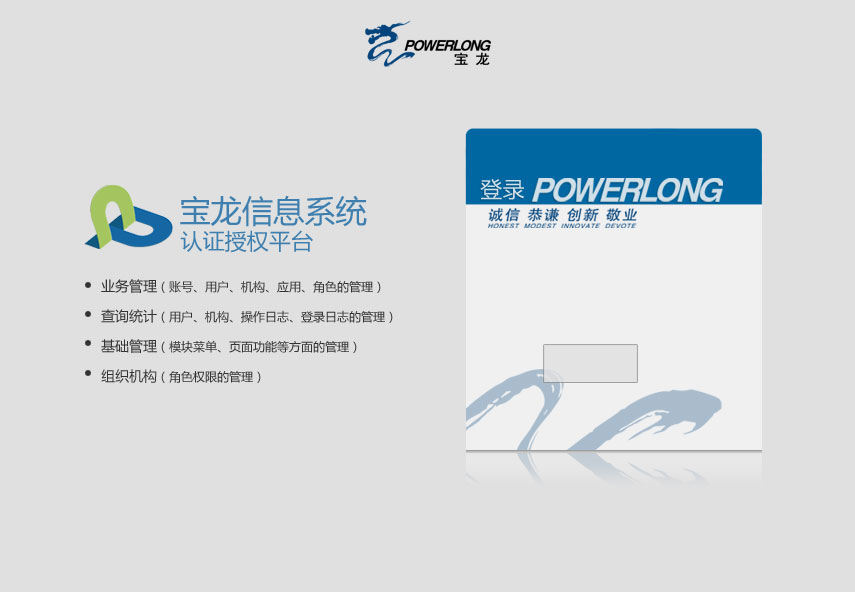 POWERLONG
宝龙
宝龙信息系统
认证授权平台
• 业务管理（账号、用户、机构、应用、角色的管理）
• 查询统计（用户、机构、操作日志、登录日志的管理）
• 基础管理（模块菜单、页面功能等方面的管理）
• 组织机构（角色权限的管理）
登录 POWERLONG
诚信 恭谦 创新 敬业
HONEST MODEST INNOVATE DEVOTE